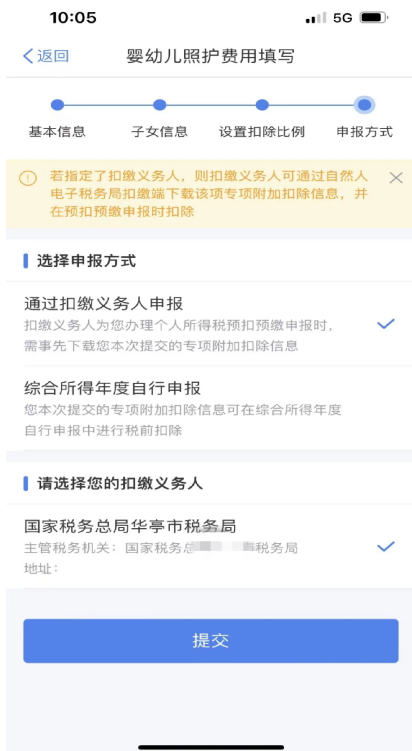 10:05
5G
返回
婴幼儿照护费用填写
基本信息
子女信息
设置扣除比例
申报方式
若指定了扣缴义务人，则扣缴义务人可通过自然人
电子税务局扣缴端下载该项专项附加扣除信息，并
在预扣预缴申报时扣除
选择申报方式
通过扣缴义务人申报
扣缴义务人为您办理个人所得税预扣预缴申报时，
需事先下载您本次提交的专项附加扣除信息
综合所得年度自行申报
您本次提交的专项附加扣除信息可在综合所得年度
自行申报中进行税前扣除
请选择您的扣缴义务人
国家税务总局华亭市税务局
主管税务机关：国家税务 税务局
地址：
提交